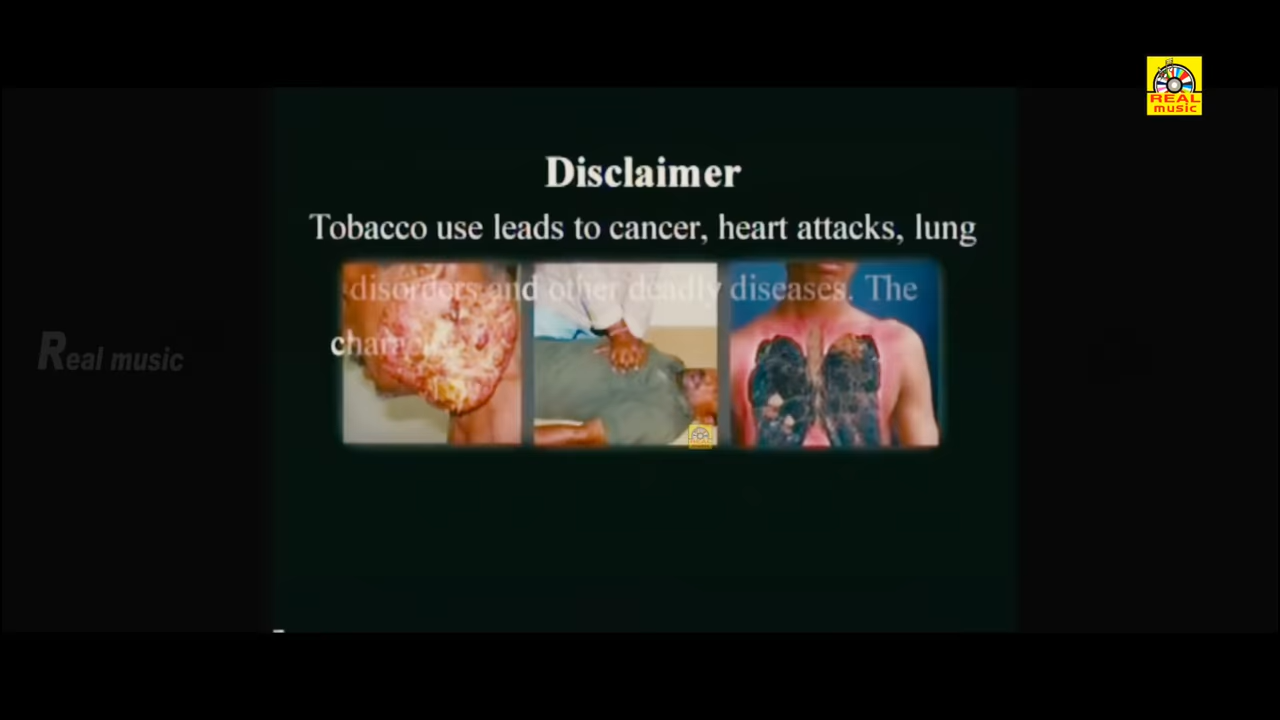 REAL
music
Disclaimer
Tobacco use leads to cancer, heart attacks, lung
disorders and other deadly diseases. The
Real music